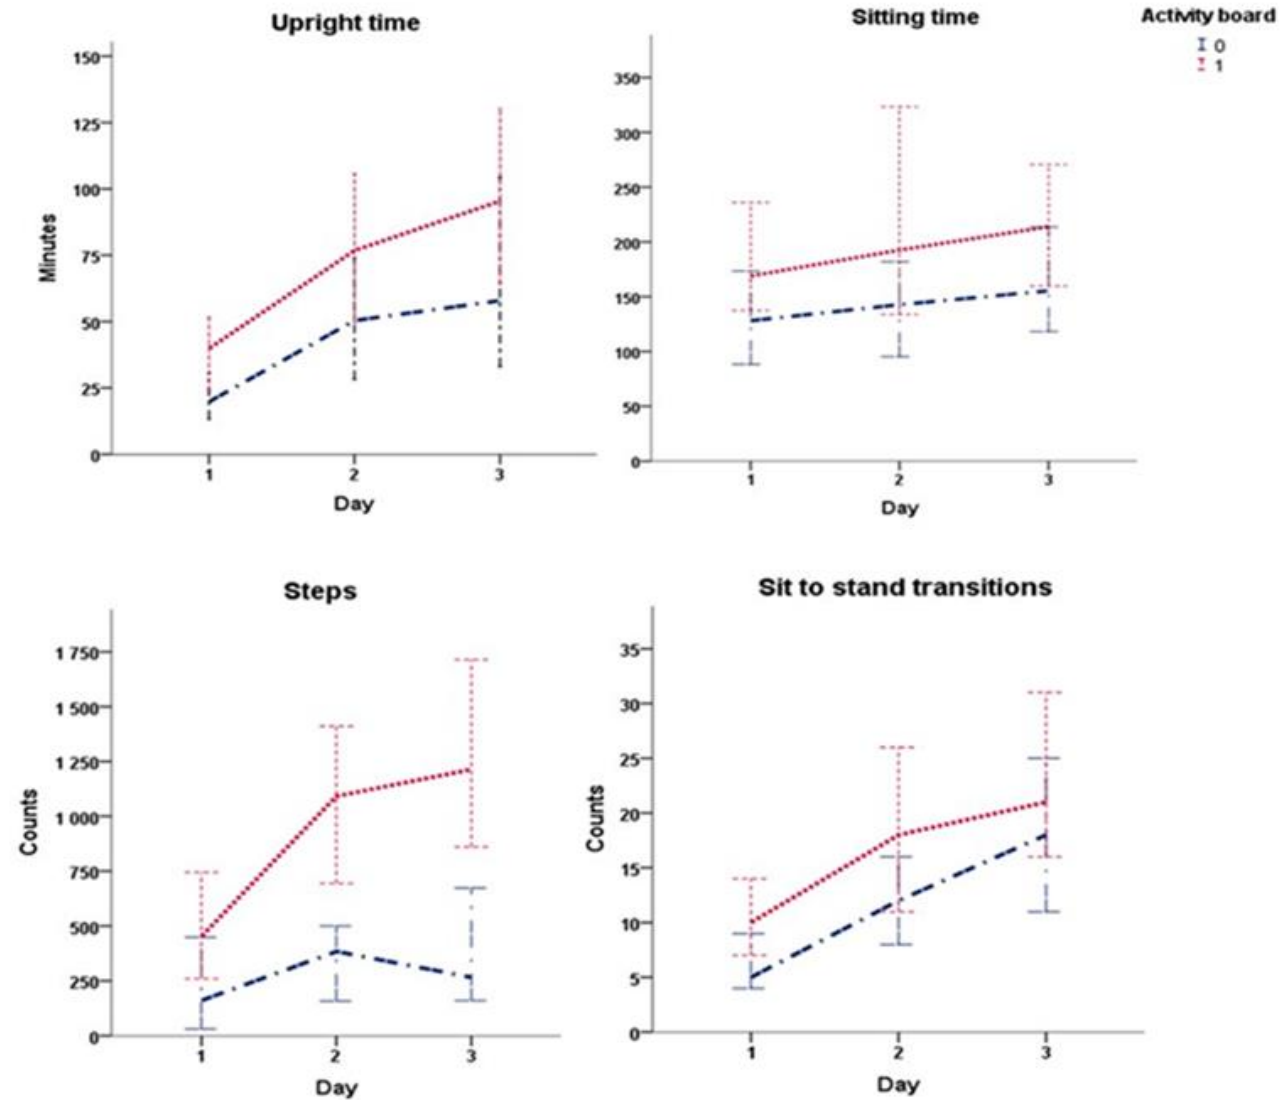 Upright time
150
125
100
75
50
25
0
Minutes
1 2 3
Day
Sitting time
350
300
250
200
150
100
50
0
1 2 3
Day
Activity board
0
1
Steps
1 750
1 500
1 250
1 000
750
500
250
0
Counts
1 2 3
Day
Sit to stand transitions
35
30
25
20
15
10
5
0
Counts
1 2 3
Day